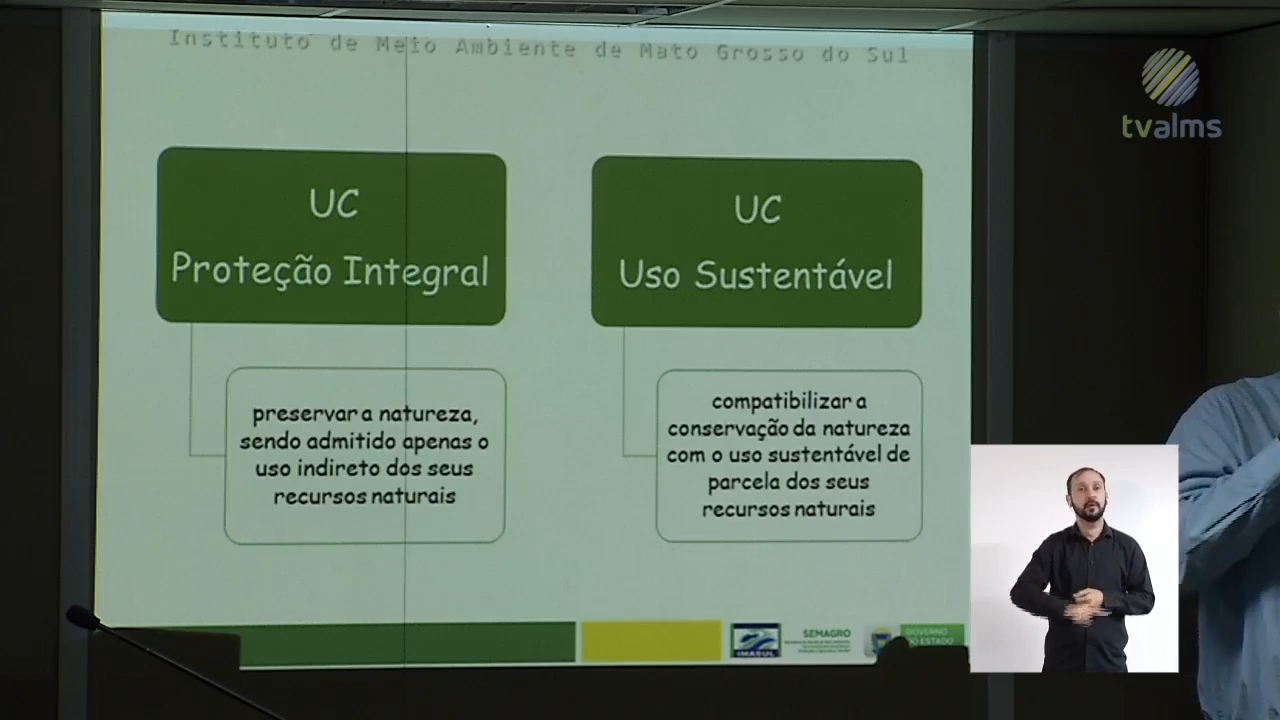 Instituto de Meio Ambiente de Mato Grosso do Sul
tvalms
UC
Proteção Integral
UC
Uso Sustentável
preservar a natureza,
sendo admitido apenas o
uso indireto dos seus
recursos naturais
compatibilizar a
conservação da natureza
com o uso sustentável de
parcela dos seus
recursos naturais
IMASUL
SEMAGRO
GOVERNO
DO ESTADO